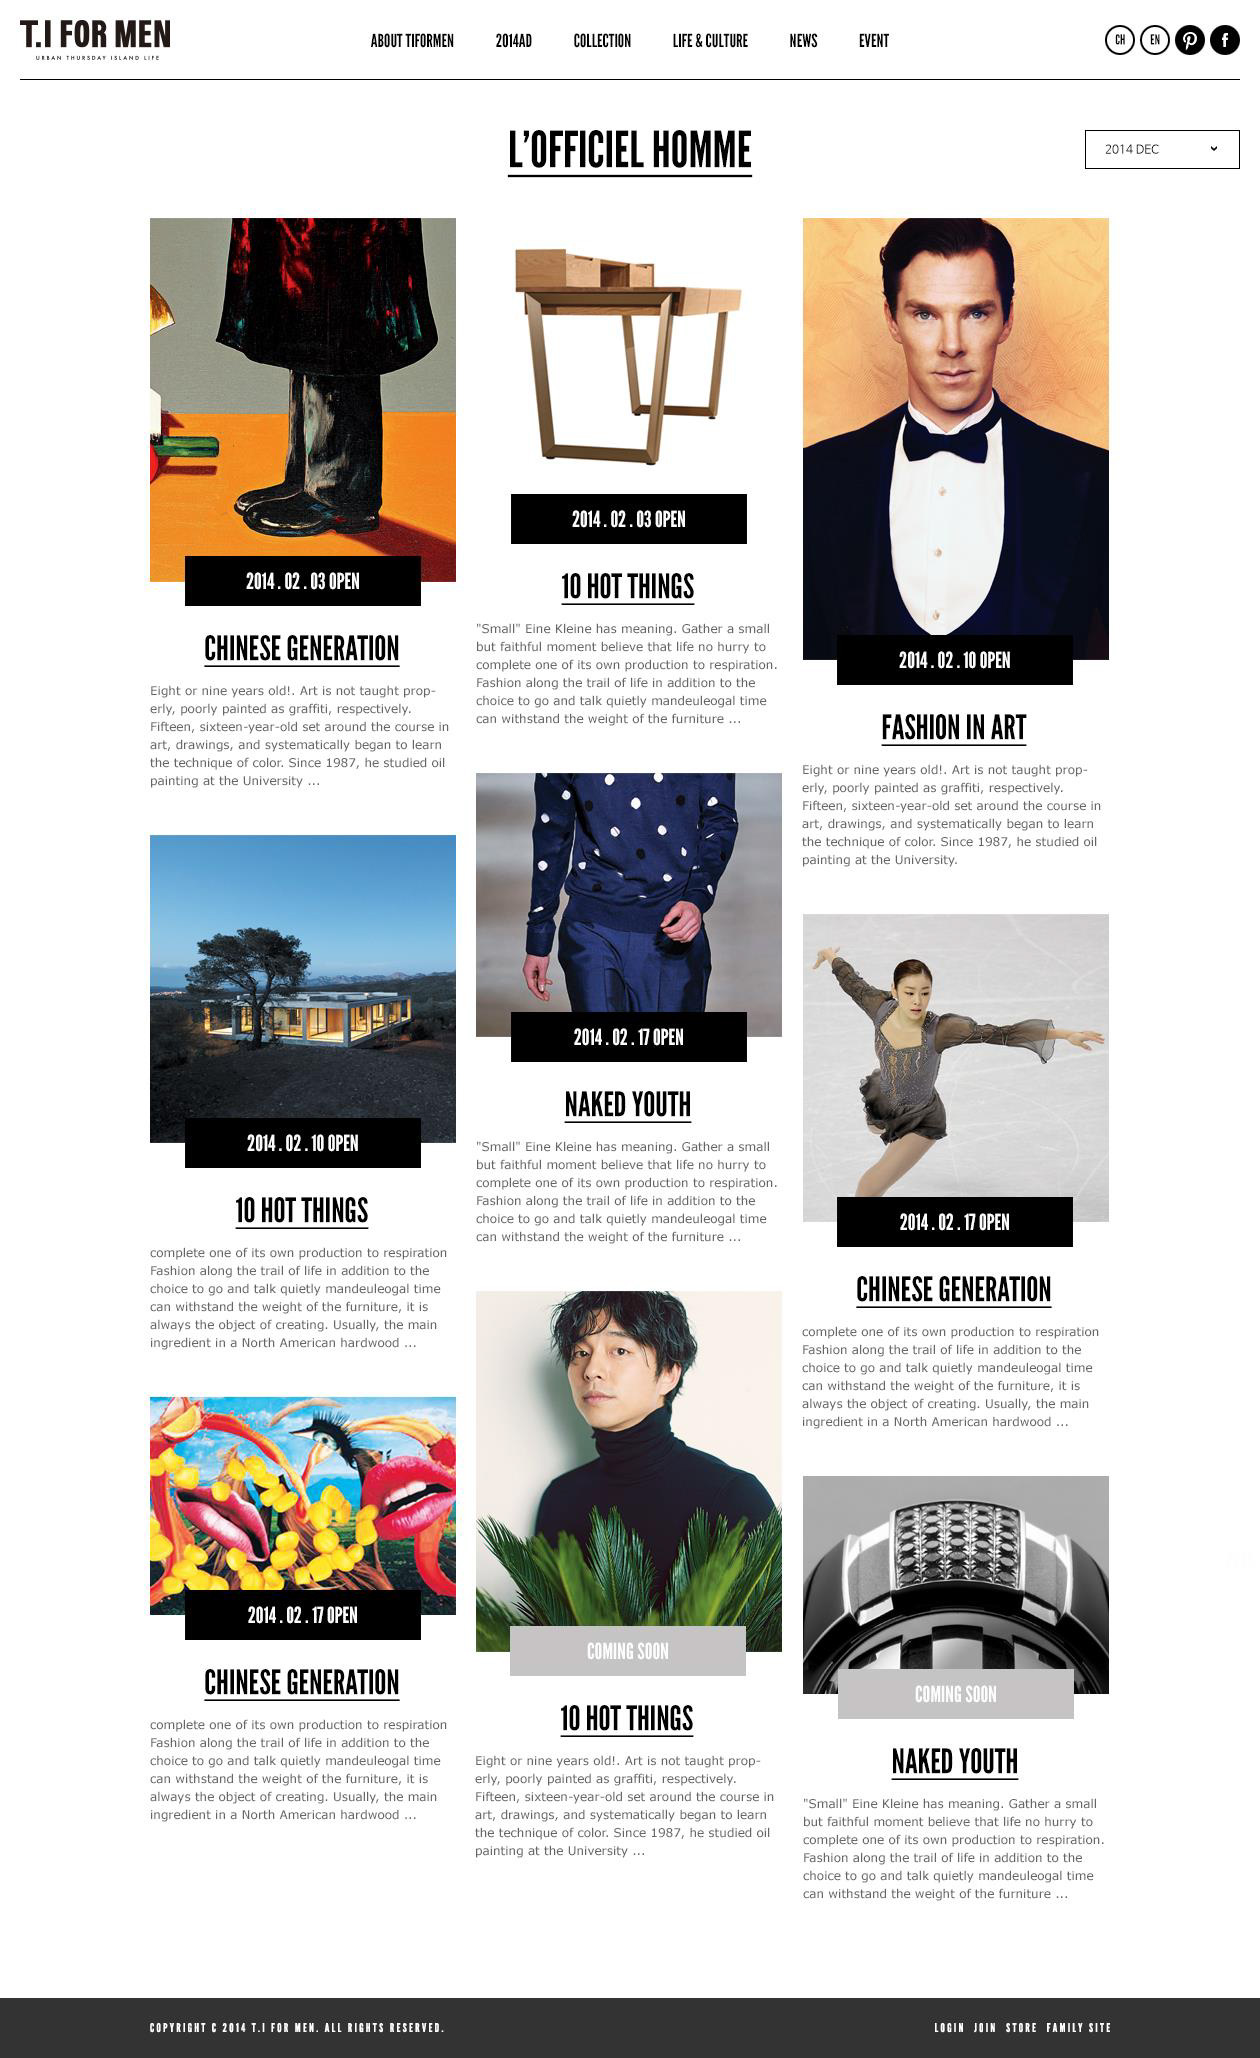 T.I FOR MEN
URBAN THURSDAY ISLAND LIFE
ABOUT TIFORMEN
2014AD
COLLECTION
LIFE & CULTURE
NEWS
EVENT
CH
EN
L'OFFICIEL HOMME
2014 DEC
2014 . 02 . 03 OPEN
CHINESE GENERATION
Eight or nine years old!. Art is not taught prop-
erly, poorly painted as graffiti, respectively.
Fifteen, sixteen-year-old set around the course in
art, drawings, and systematically began to learn
the technique of color. Since 1987, he studied oil
painting at the University ...
2014 . 02 . 10 OPEN
10 HOT THINGS
complete one of its own production to respiration
Fashion along the trail of life in addition to the
choice to go and talk quietly mandeuleogal time
can withstand the weight of the furniture, it is
always the object of creating. Usually, the main
ingredient in a North American hardwood ...
2014 . 02 . 17 OPEN
CHINESE GENERATION
complete one of its own production to respiration
Fashion along the trail of life in addition to the
choice to go and talk quietly mandeuleogal time
can withstand the weight of the furniture, it is
always the object of creating. Usually, the main
ingredient in a North American hardwood ...
2014 . 02 . 03 OPEN
10 HOT THINGS
"Small" Eine Kleine has meaning. Gather a small
but faithful moment believe that life no hurry to
complete one of its own production to respiration.
Fashion along the trail of life in addition to the
choice to go and talk quietly mandeuleogal time
can withstand the weight of the furniture ...
2014 . 02 . 17 OPEN
NAKED YOUTH
"Small" Eine Kleine has meaning. Gather a small
but faithful moment believe that life no hurry to
complete one of its own production to respiration.
Fashion along the trail of life in addition to the
choice to go and talk quietly mandeuleogal time
can withstand the weight of the furniture ...
COMING SOON
10 HOT THINGS
Eight or nine years old!. Art is not taught prop-
erly, poorly painted as graffiti, respectively.
Fifteen, sixteen-year-old set around the course in
art, drawings, and systematically began to learn
the technique of color. Since 1987, he studied oil
painting at the University ...
2014 . 02 . 10 OPEN
FASHION IN ART
Eight or nine years old!. Art is not taught prop-
erly, poorly painted as graffiti, respectively.
Fifteen, sixteen-year-old set around the course in
art, drawings, and systematically began to learn
the technique of color. Since 1987, he studied oil
painting at the University.
2014 . 02 . 17 OPEN
CHINESE GENERATION
complete one of its own production to respiration
Fashion along the trail of life in addition to the
choice to go and talk quietly mandeuleogal time
can withstand the weight of the furniture, it is
always the object of creating. Usually, the main
ingredient in a North American hardwood ...
COMING SOON
NAKED YOUTH
"Small" Eine Kleine has meaning. Gather a small
but faithful moment believe that life no hurry to
complete one of its own production to respiration.
Fashion along the trail of life in addition to the
choice to go and talk quietly mandeuleogal time
can withstand the weight of the furniture ...
COPYRIGHT © 2014 T.I FOR MEN. ALL RIGHTS RESERVED.
LOGIN JOIN STORE FAMILY SITE